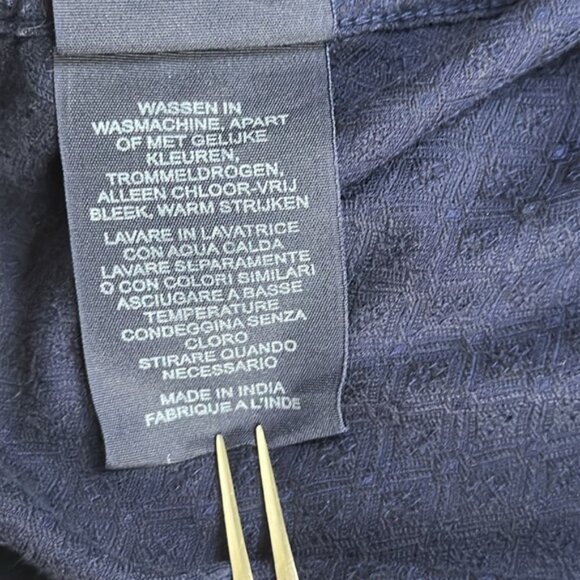 WASSEN IN
WASMACHINE, APART
OF MET GELIJKE
KLEUREN,
TROMMELDROGEN,
ALLEEN CHLOOR-VRIJ
BLEEK, WARM STRIJKEN
LAVARE IN LAVATRICE
CON AQUA CALDA
LAVARE SEPARAMENTE
O CON COLORI SIMILARI
ASCIUGARE A BASSE
TEMPERATURE
CONDEGGINA SENZA
CLORO
STIRARE QUANDO
NECESSARIO
MADE IN INDIA
FABRIQUE A L'INDE